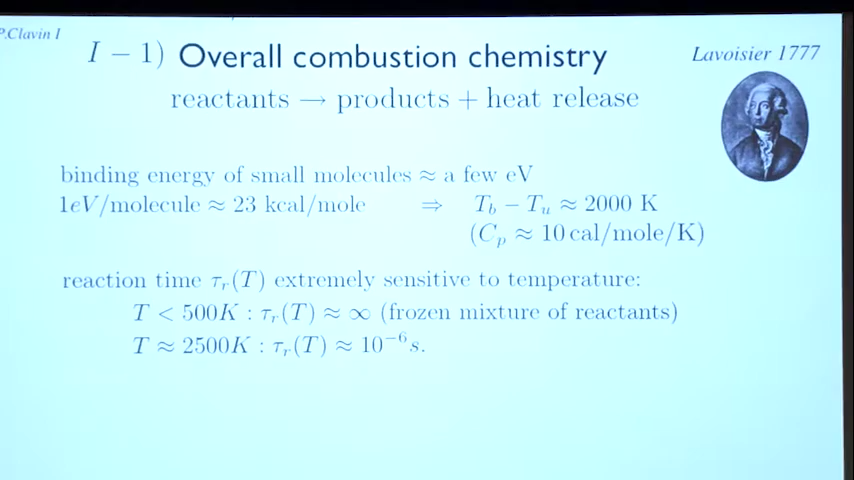 P.Clavin I
I − 1) Overall combustion chemistry
Lavoisier 1777
reactants → products + heat release
binding energy of small molecules ≈ a few eV
1eV/molecule ≈ 23 kcal/mole ⇒ T_b − T_u ≈ 2000 K
(C_p ≈ 10 cal/mole/K)
reaction time τ_r(T) extremely sensitive to temperature:
T < 500K : τ_r(T) ≈ ∞ (frozen mixture of reactants)
T ≈ 2500K : τ_r(T) ≈ 10⁻⁶s.